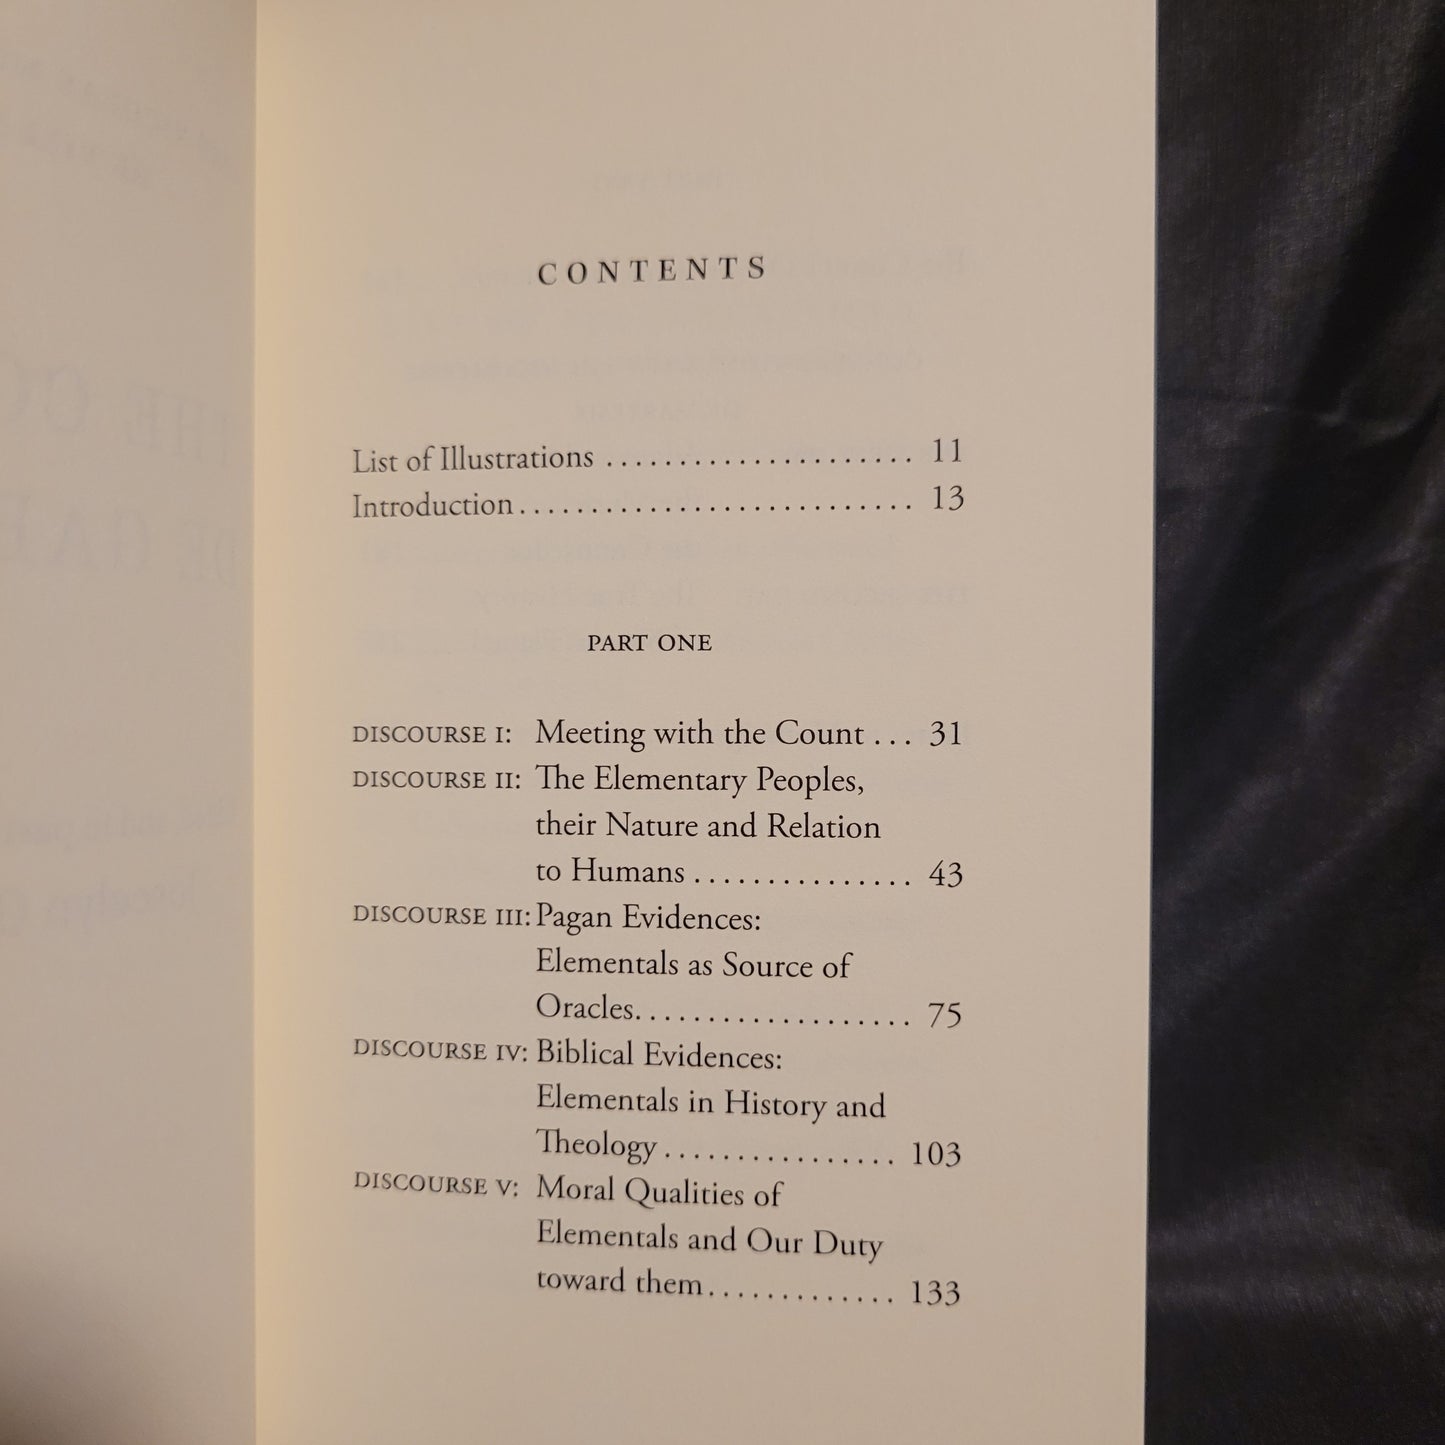 CONTENTS
List of Illustrations ...................... 11
Introduction ............................ 13
PART ONE
DISCOURSE I: Meeting with the Count ... 31
DISCOURSE II: The Elementary Peoples,
their Nature and Relation
to Humans ............... 43
DISCOURSE III: Pagan Evidences:
Elementals as Source of
Oracles. .................. 75
DISCOURSE IV: Biblical Evidences:
Elementals in History and
Theology ................ 103
DISCOURSE V: Moral Qualities of
Elementals and Our Duty
toward them ............. 133